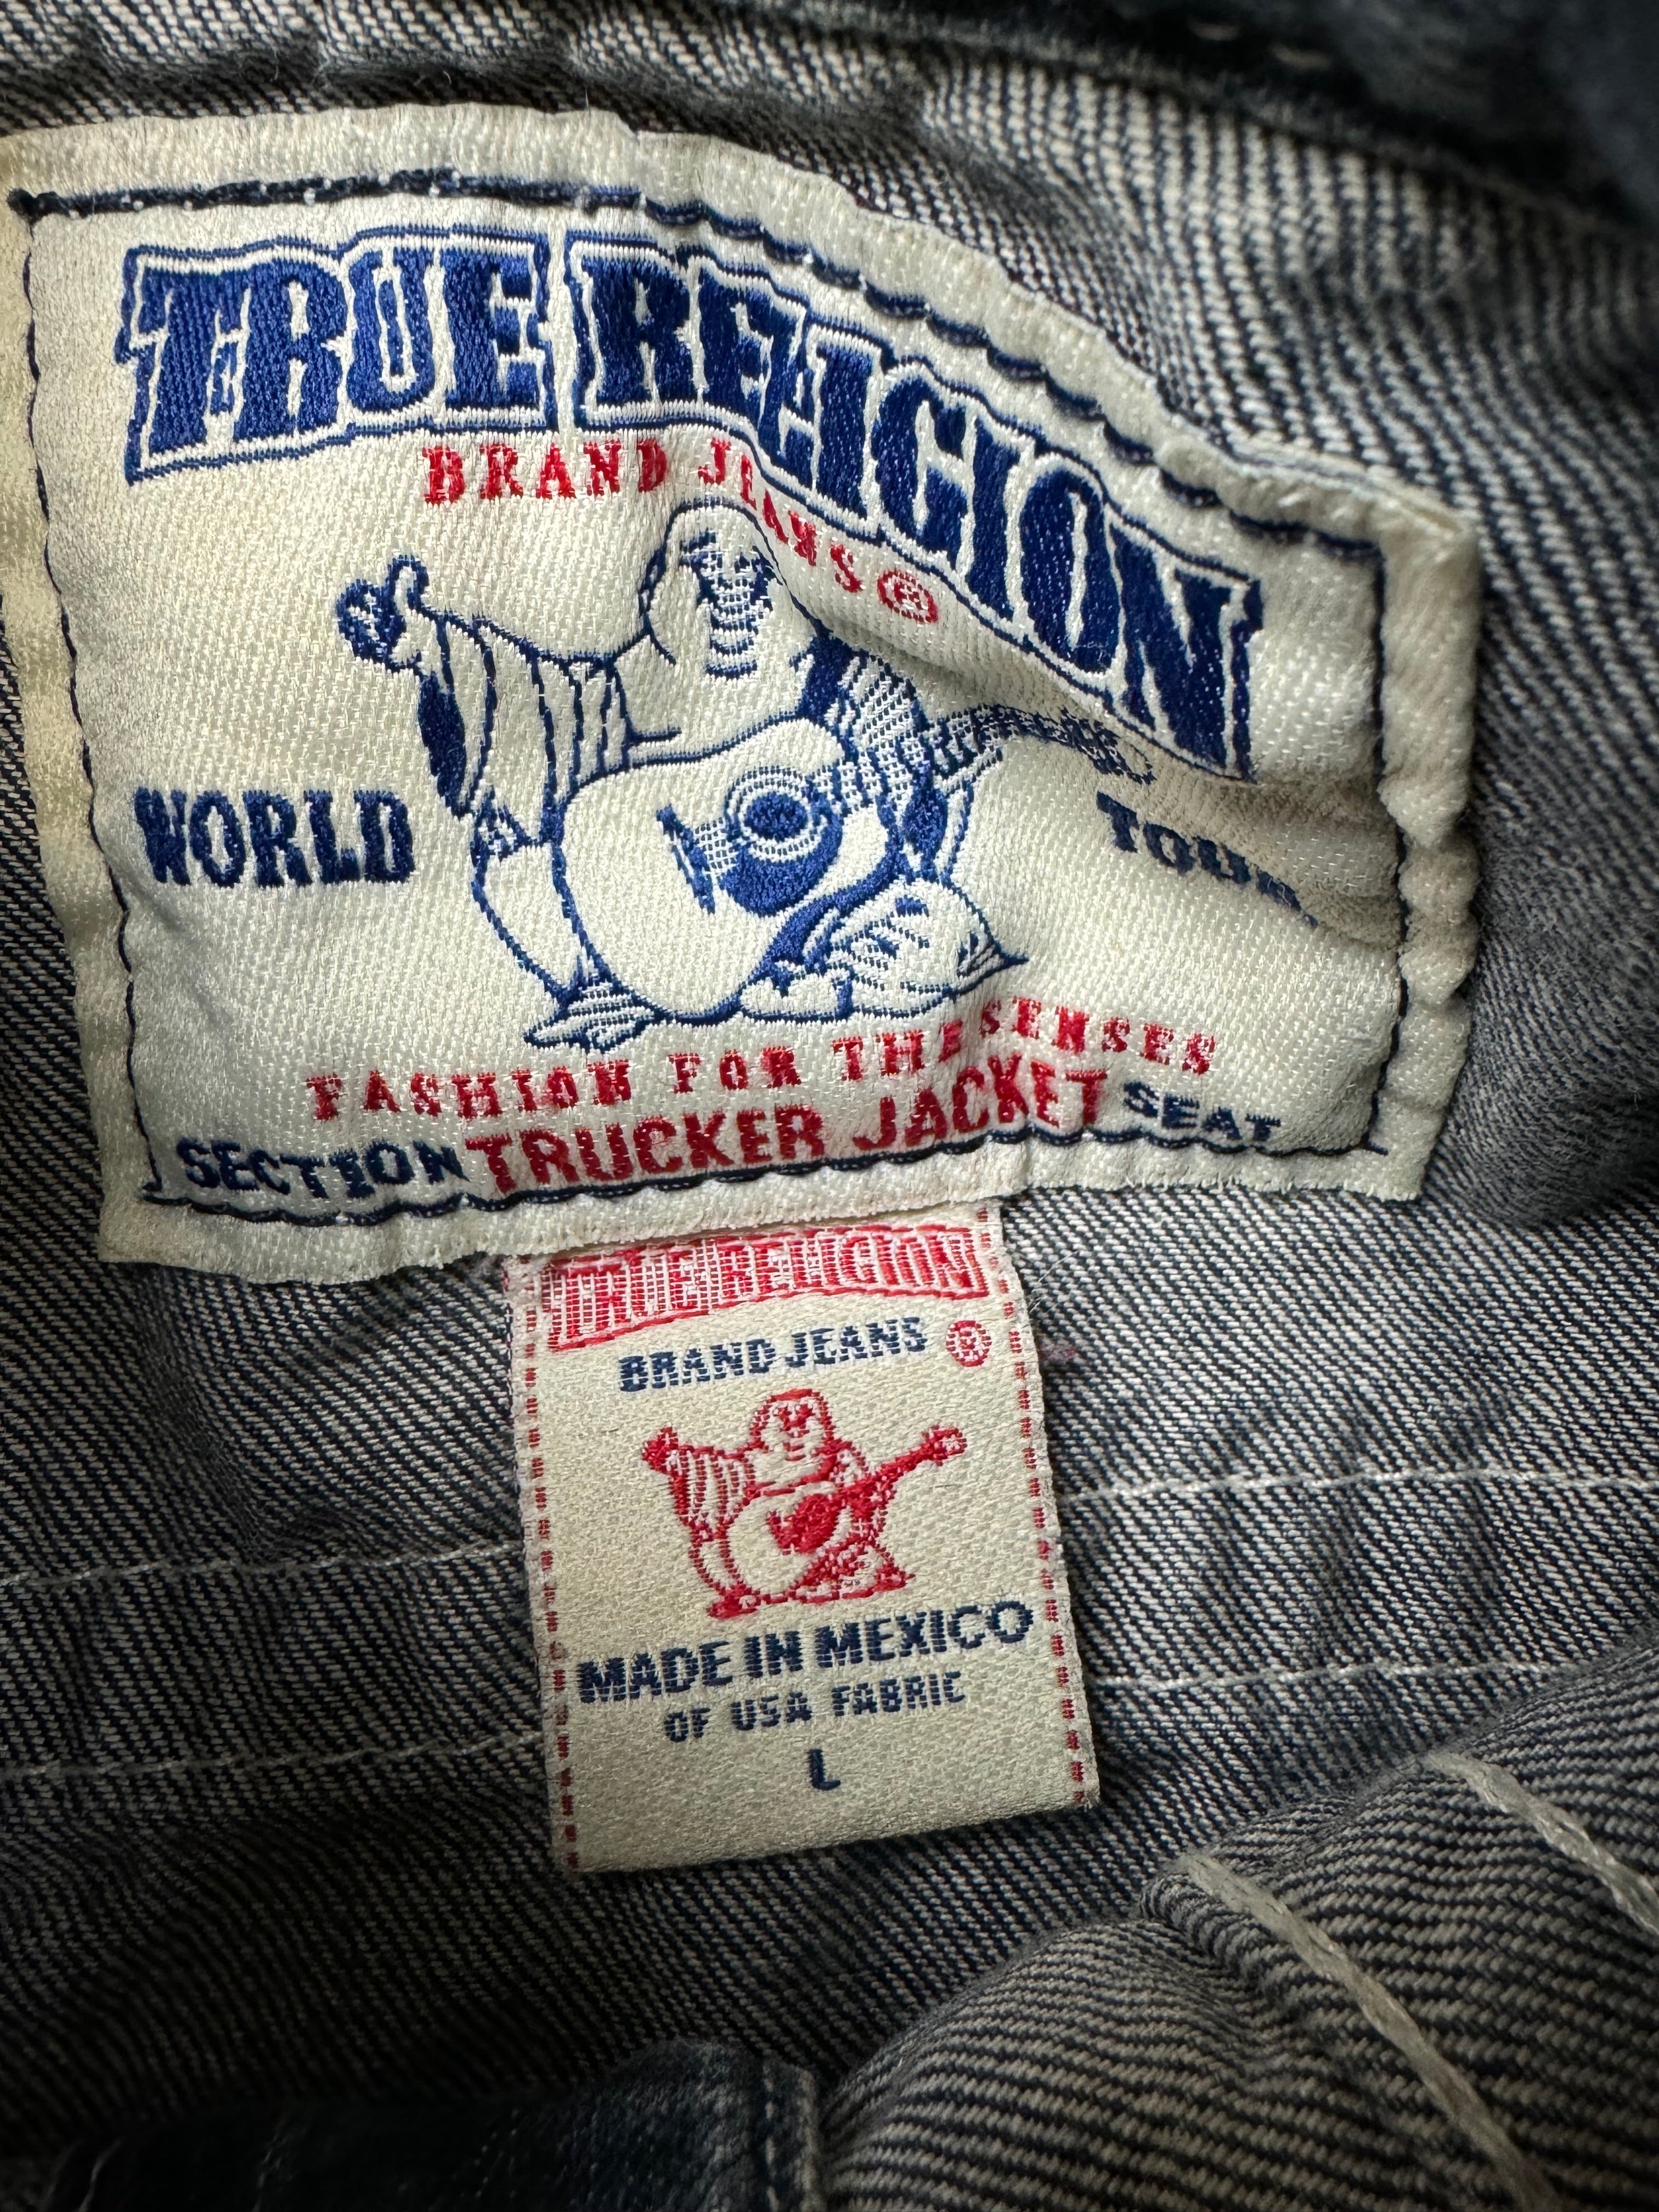 TRUE RELIGION
BRAND JEANS ®
WORLD TOUR
FASHION FOR THE SENSES
SECTION TRUCKER JACKET SEAT
TRUE RELIGION
BRAND JEANS ®
MADE IN MEXICO
OF USA FABRIC
L